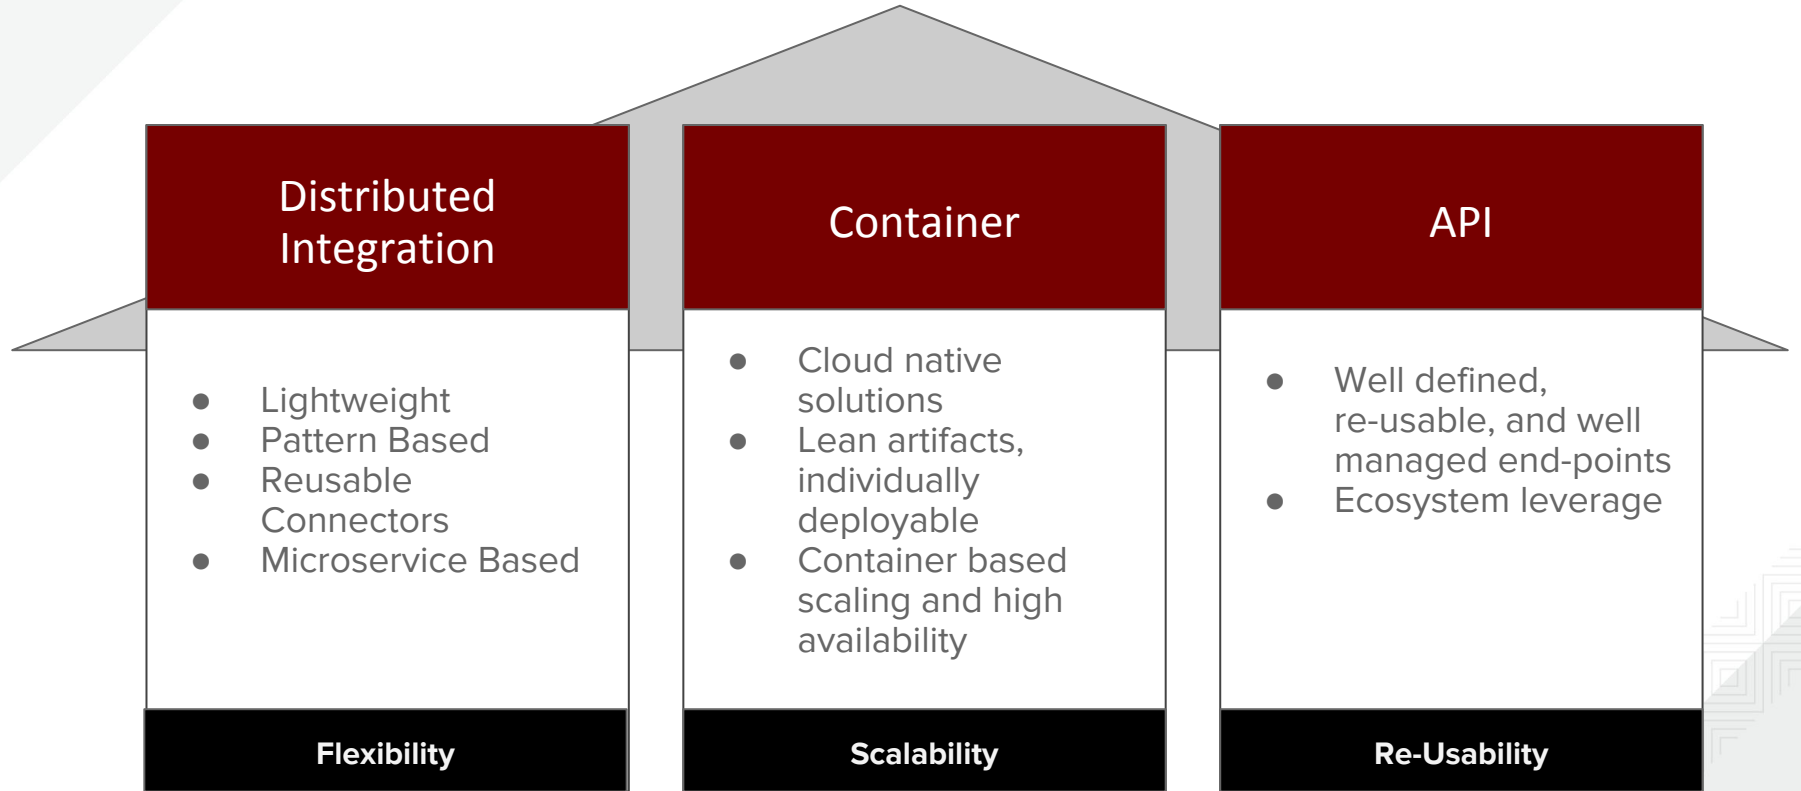 Distributed
Integration
● Lightweight
● Pattern Based
● Reusable
Connectors
● Microservice Based
Flexibility
Container
● Cloud native
solutions
● Lean artifacts,
individually
deployable
● Container based
scaling and high
availability
Scalability
API
● Well defined,
re-usable, and well
managed end-points
● Ecosystem leverage
Re-Usability